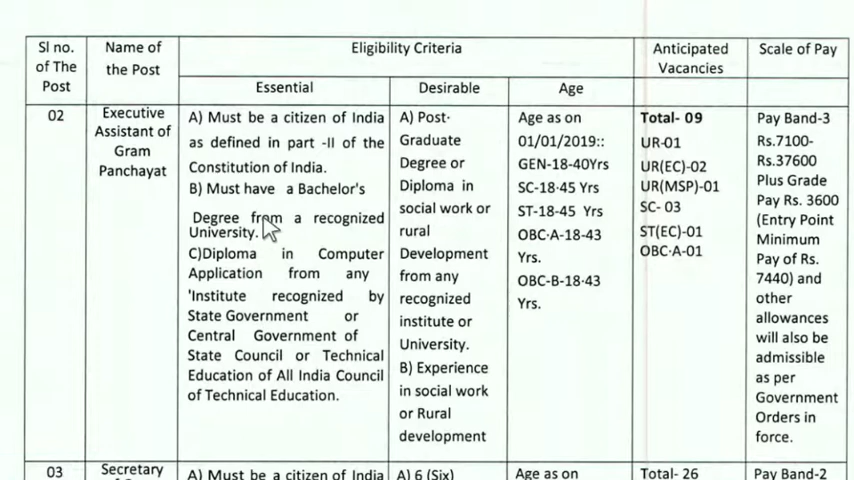 Sl no.
of The
Post
Name of
the Post
Eligibility Criteria
Anticipated
Vacancies
Scale of Pay
Essential
Desirable
Age
02
Executive
Assistant of
Gram
Panchayat
A) Must be a citizen of India
as defined in part -II of the
Constitution of India.
B) Must have a Bachelor's
Degree from a recognized
University.
C)Diploma in Computer
Application from any
'Institute recognized by
State Government or
Central Government of
State Council or Technical
Education of All India Council
of Technical Education.
A) Post-
Graduate
Degree or
Diploma in
social work or
rural
Development
from any
recognized
institute or
University.
B) Experience
in social work
or Rural
development
Age as on
01/01/2019::
GEN-18-40Yrs
SC-18-45 Yrs
ST-18-45 Yrs
OBC-A-18-43
Yrs.
OBC-B-18-43
Yrs.
Total- 09
UR-01
UR(EC)-02
UR(MSP)-01
SC- 03
ST(EC)-01
OBC-A-01
Pay Band-3
Rs.7100-
Rs.37600
Plus Grade
Pay Rs. 3600
(Entry Point
Minimum
Pay of Rs.
7440) and
other
allowances
will also be
admissible
as per
Government
Orders in
force.
03
Secretary
A) Must be a citizen of India
A) 6 (Six)
Age as on
Total- 26
Pay Band-2